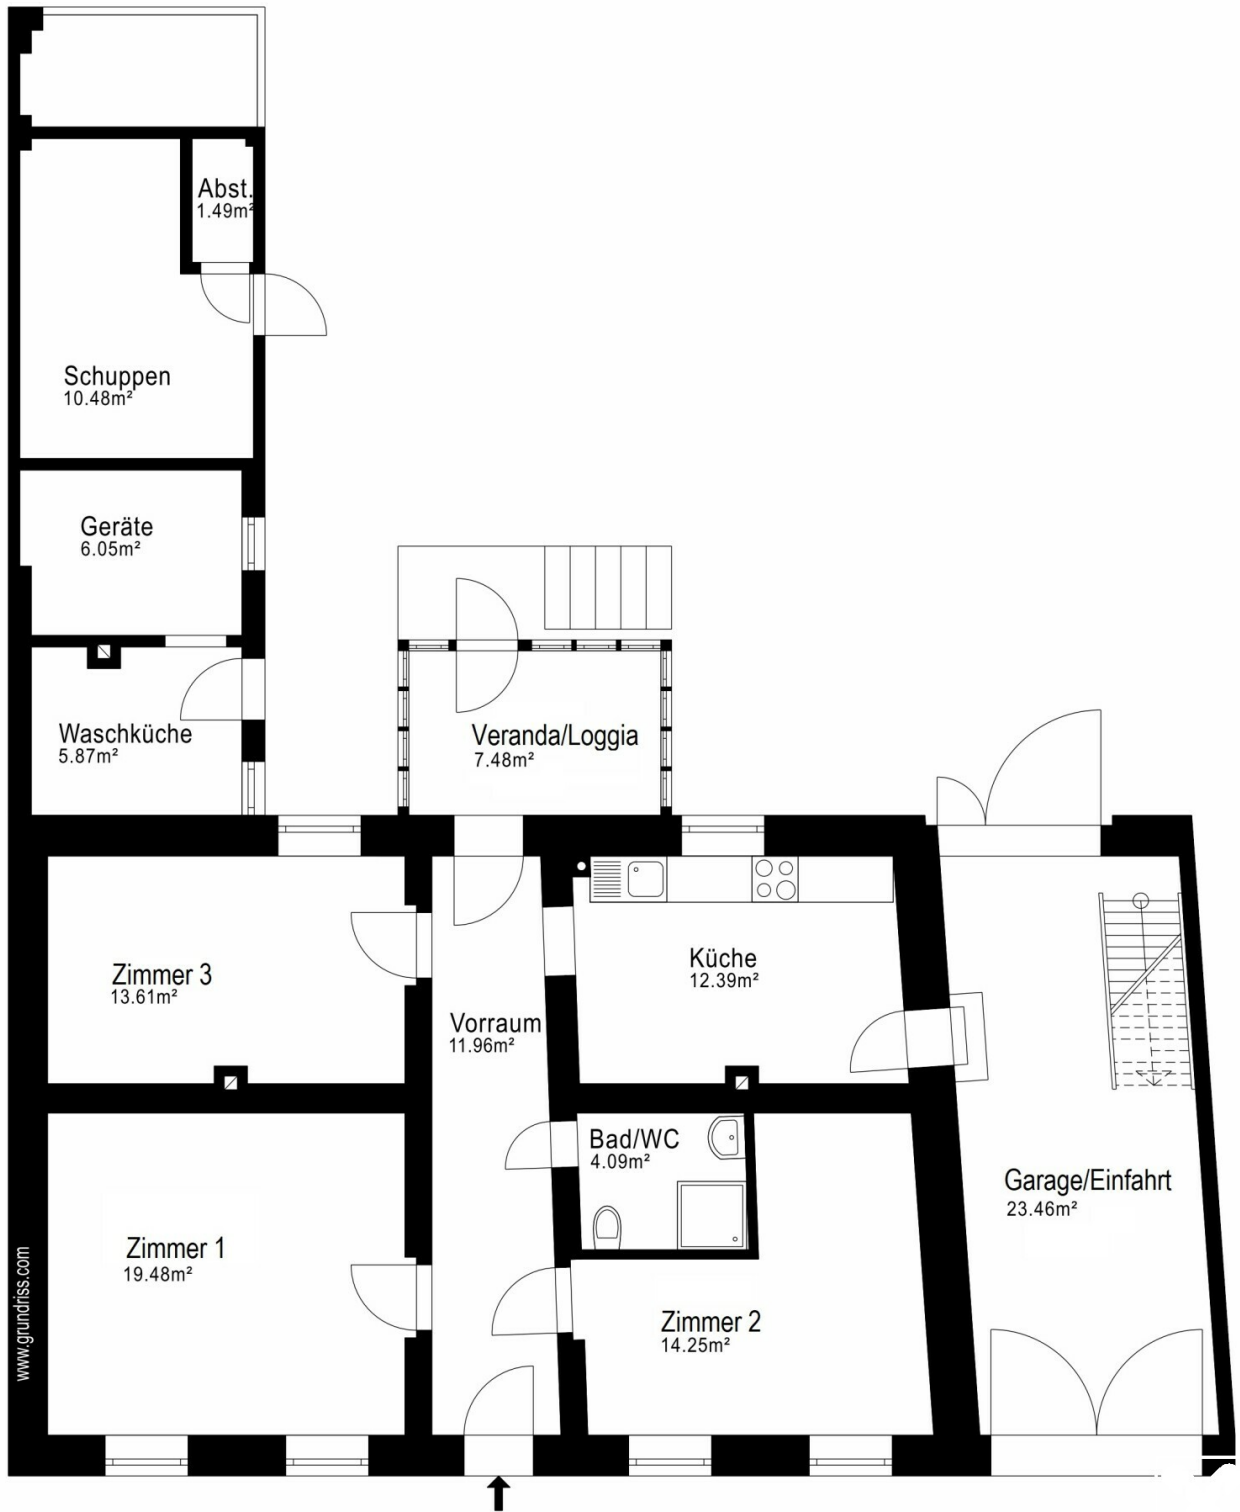 Abst.
1.49m²
Schuppen
10.48m²
Geräte
6.05m²
Waschküche
5.87m²
Veranda/Loggia
7.48m²
Zimmer 3
13.61m²
Vorraum
11.96m²
Küche
12.39m²
Bad/WC
4.09m²
Garage/Einfahrt
23.46m²
Zimmer 1
19.48m²
Zimmer 2
14.25m²
www.grundriss.com